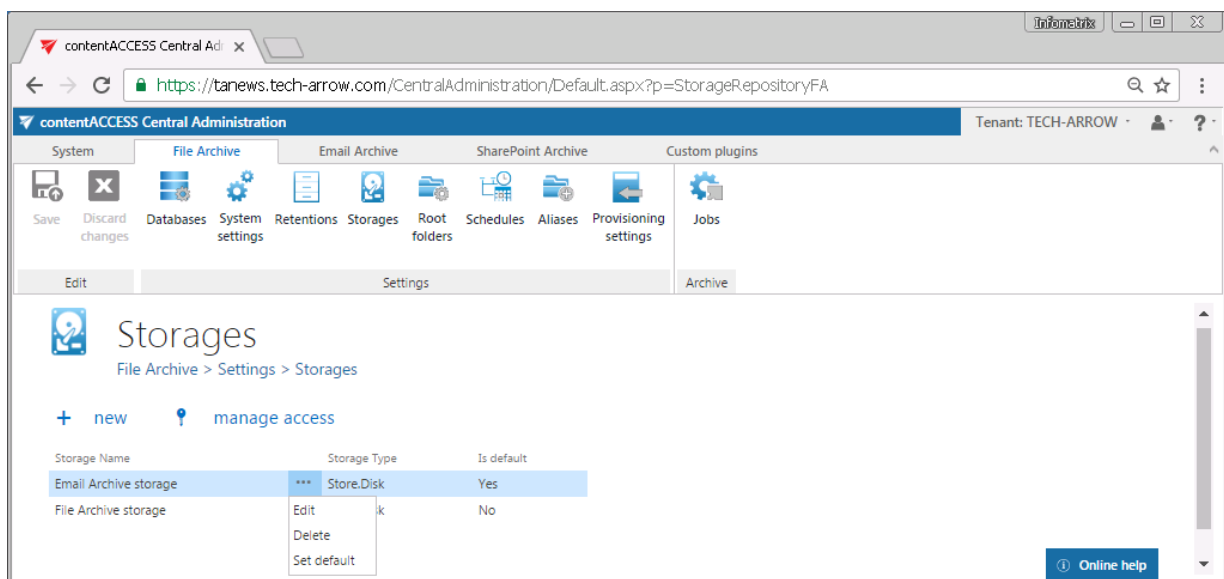 Infomatrix
contentACCESS Central Adi
https://tanews.tech-arrow.com/CentralAdministration/Default.aspx?p=StorageRepositoryFA
contentACCESS Central Administration
Tenant: TECH-ARROW
?
System File Archive Email Archive SharePoint Archive Custom plugins
Save Discard changes Databases System settings Retentions Storages Root folders Schedules Aliases Provisioning settings Jobs
Edit Settings Archive
Storages
File Archive > Settings > Storages
+ new manage access
Storage Name Storage Type Is default
Email Archive storage ••• Store.Disk Yes
File Archive storage k No
Edit
Delete
Set default
Online help